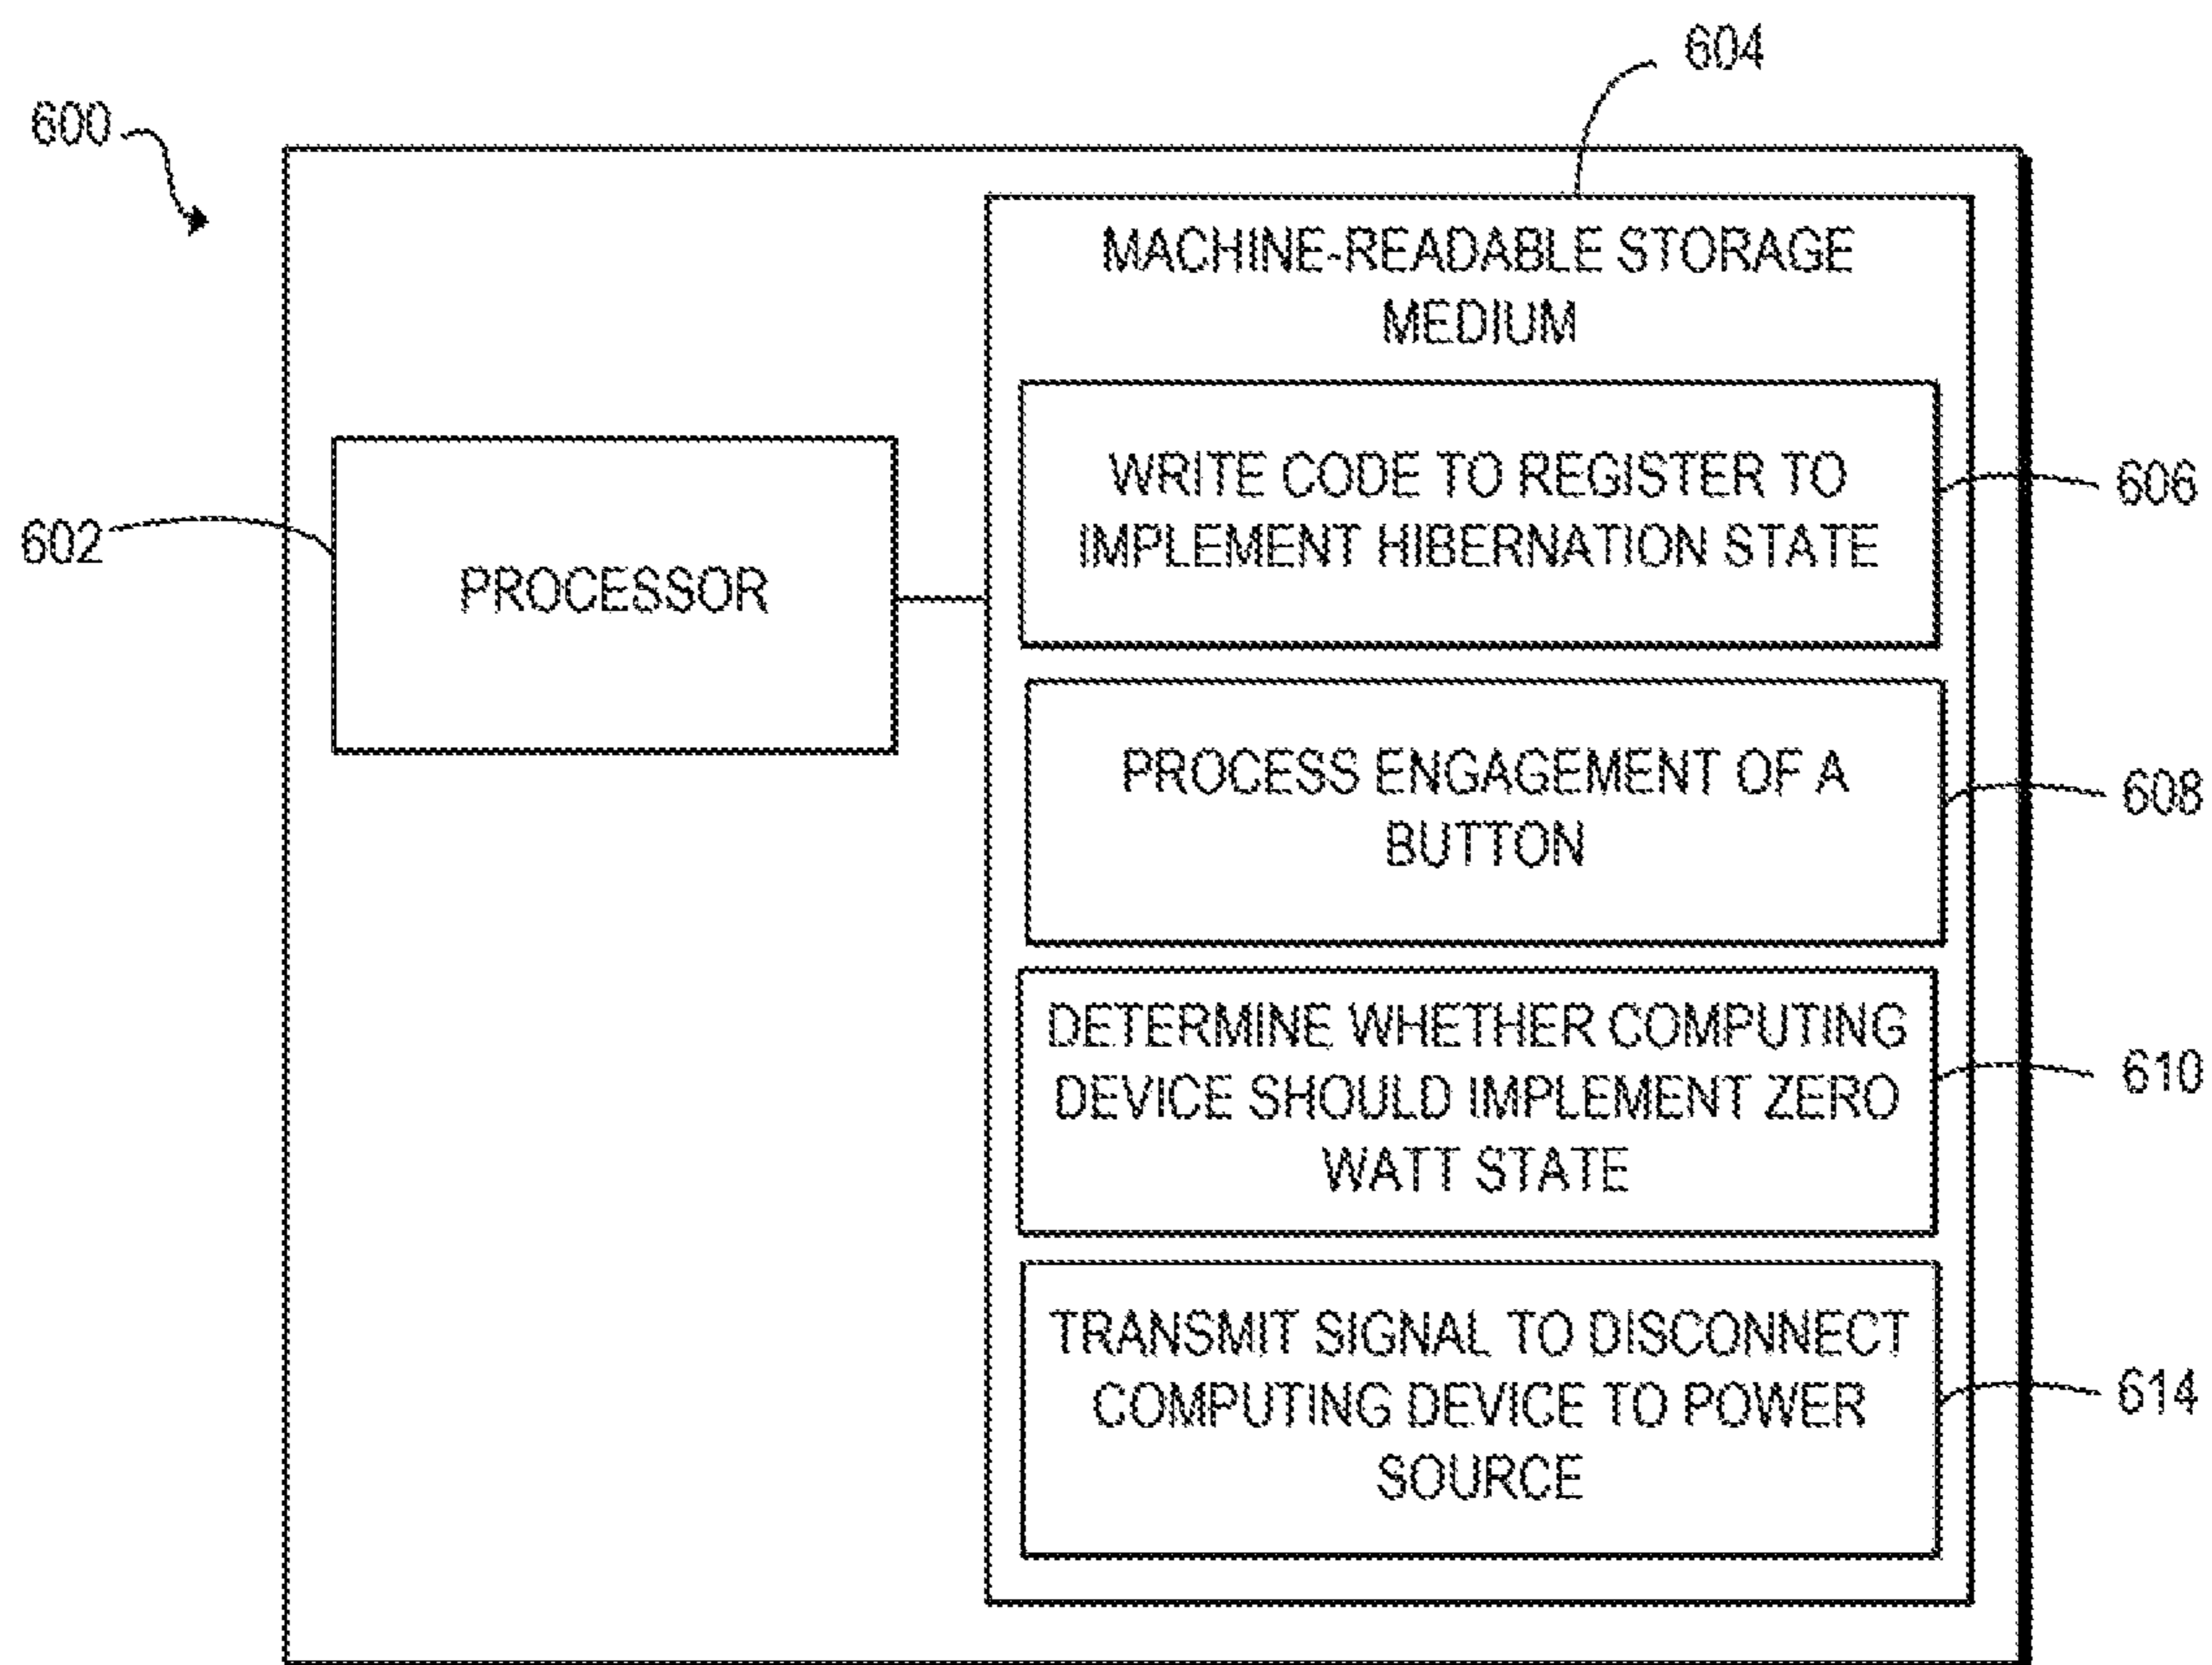 604
600
MACHINE-READABLE STORAGE
MEDIUM
WRITE CODE TO REGISTER TO
IMPLEMENT HIBERNATION STATE
606
602
PROCESSOR
PROCESS ENGAGEMENT OF A
BUTTON
608
DETERMINE WHETHER COMPUTING
DEVICE SHOULD IMPLEMENT ZERO
WATT STATE
610
TRANSMIT SIGNAL TO DISCONNECT
COMPUTING DEVICE TO POWER
SOURCE
614